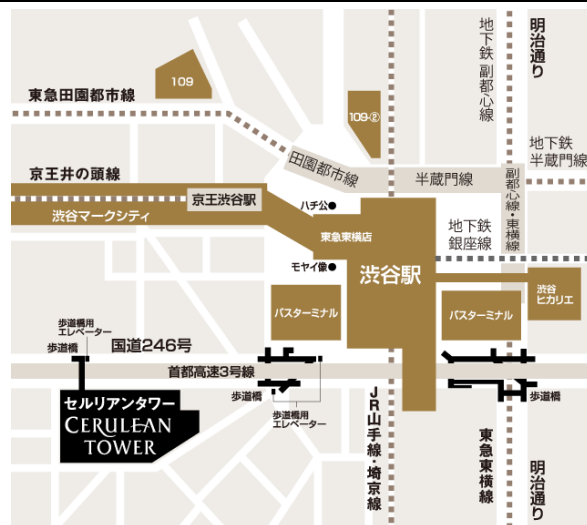 109
東急田園都市線
109-②
地下鉄 副都心線
明治通り
地下鉄
半蔵門線
田園都市線
半蔵門線
副都心線・東横線
京王井の頭線
京王渋谷駅
渋谷マークシティ
ハチ公
東急東横店
モヤイ像
渋谷駅
地下鉄
銀座線
渋谷
ヒカリエ
バスターミナル
バスターミナル
歩道橋用
エレベーター
歩道橋
国道246号
首都高速3号線
歩道橋
歩道橋用
エレベーター
歩道橋
セルリアンタワー
CERULEAN
TOWER
JR山手線・埼京線
東急東横線
明治通り